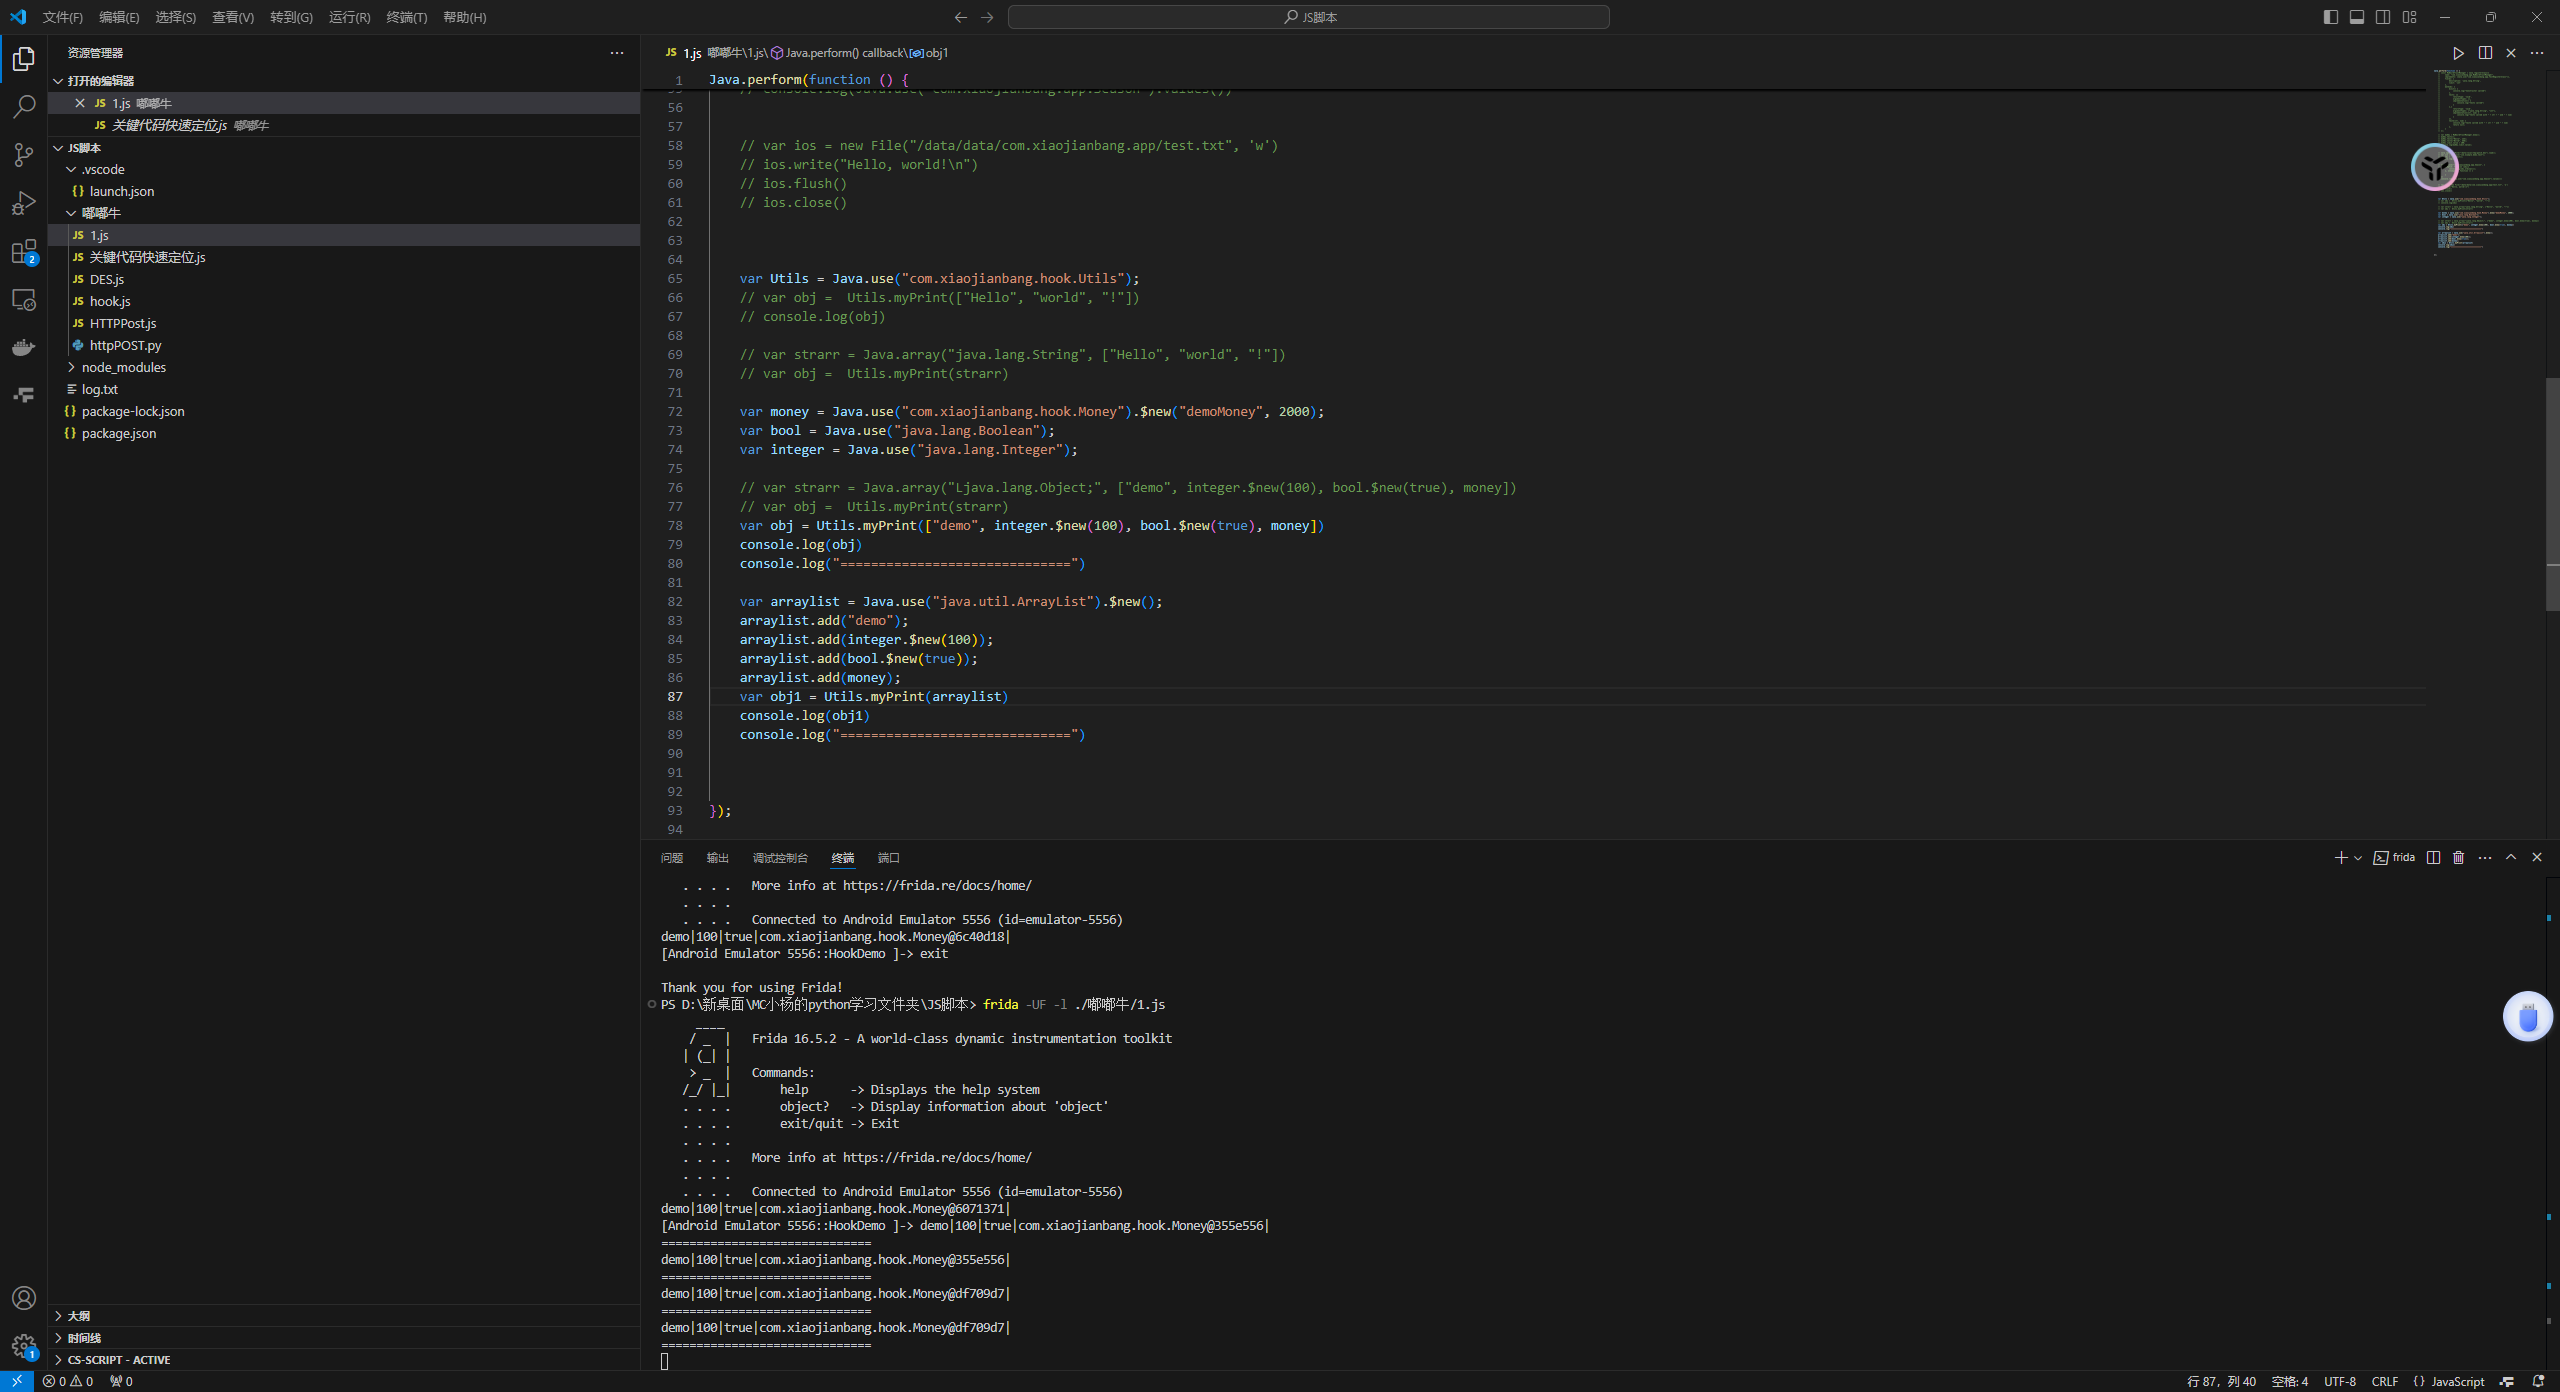 文件(F) 编辑(E) 选择(S) 查看(V) 转到(G) 运行(R) 终端(T) 帮助(H)
JS脚本
资源管理器
打开的编辑器
JS 1.js 嘟嘟牛
JS 关键代码快速定位.js 嘟嘟牛
JS脚本
.vscode
{} launch.json
嘟嘟牛
JS 1.js
JS 关键代码快速定位.js
JS DES.js
JS hook.js
JS HTTPPost.js
httpPOST.py
node_modules
log.txt
{} package-lock.json
{} package.json
2
1
大纲
时间线
CS-SCRIPT - ACTIVE
JS 1.js 嘟嘟牛\1.js\Java.perform() callback\obj1
1 Java.perform(function () {
55 // console.log(Java.use("com.xiaojianbang.app.Season").values())
56
57
58 // var ios = new File("/data/data/com.xiaojianbang.app/test.txt", 'w')
59 // ios.write("Hello, world!\n")
60 // ios.flush()
61 // ios.close()
62
63
64
65 var Utils = Java.use("com.xiaojianbang.hook.Utils");
66 // var obj =  Utils.myPrint(["Hello", "world", "!"])
67 // console.log(obj)
68
69 // var strarr = Java.array("java.lang.String", ["Hello", "world", "!"])
70 // var obj =  Utils.myPrint(strarr)
71
72 var money = Java.use("com.xiaojianbang.hook.Money").$new("demoMoney", 2000);
73 var bool = Java.use("java.lang.Boolean");
74 var integer = Java.use("java.lang.Integer");
75
76 // var strarr = Java.array("Ljava.lang.Object;", ["demo", integer.$new(100), bool.$new(true), money])
77 // var obj =  Utils.myPrint(strarr)
78 var obj = Utils.myPrint(["demo", integer.$new(100), bool.$new(true), money])
79 console.log(obj)
80 console.log("==============================")
81
82 var arraylist = Java.use("java.util.ArrayList").$new();
83 arraylist.add("demo");
84 arraylist.add(integer.$new(100));
85 arraylist.add(bool.$new(true));
86 arraylist.add(money);
87 var obj1 = Utils.myPrint(arraylist)
88 console.log(obj1)
89 console.log("==============================")
90
91
92
93 });
94
问题 输出 调试控制台 终端 端口
frida
. . . .   More info at https://frida.re/docs/home/
. . . .
. . . .   Connected to Android Emulator 5556 (id=emulator-5556)
demo|100|true|com.xiaojianbang.hook.Money@6c40d18|
[Android Emulator 5556::HookDemo ]-> exit
Thank you for using Frida!
PS D:\新桌面\MC小杨的python学习文件夹\JS脚本> frida -UF -l ./嘟嘟牛/1.js
     ____
    / _  |   Frida 16.5.2 - A world-class dynamic instrumentation toolkit
   | (_| |
    > _  |   Commands:
   /_/ |_|       help      -> Displays the help system
   . . . .       object?   -> Display information about 'object'
   . . . .       exit/quit -> Exit
   . . . .
   . . . .   More info at https://frida.re/docs/home/
   . . . .
   . . . .   Connected to Android Emulator 5556 (id=emulator-5556)
demo|100|true|com.xiaojianbang.hook.Money@6071371|
[Android Emulator 5556::HookDemo ]-> demo|100|true|com.xiaojianbang.hook.Money@355e556|
==============================
demo|100|true|com.xiaojianbang.hook.Money@355e556|
==============================
demo|100|true|com.xiaojianbang.hook.Money@df709d7|
==============================
demo|100|true|com.xiaojianbang.hook.Money@df709d7|
==============================
0 0 0
行 87，列 40 空格: 4 UTF-8 CRLF {} JavaScript